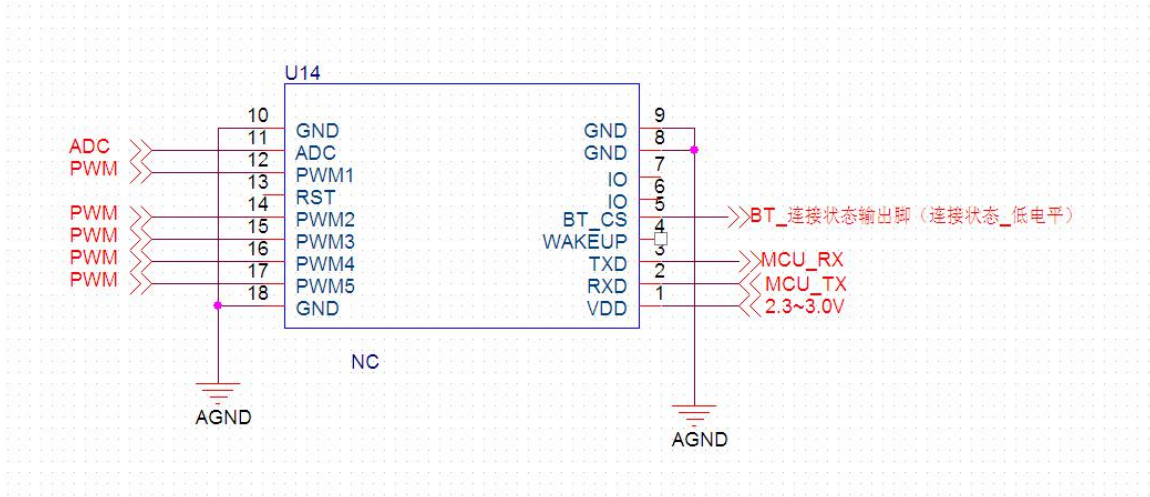 U14
10 GND
ADC 11 ADC
PWM 12 PWM1
13 RST
PWM 14 PWM2
PWM 15 PWM3
PWM 16 PWM4
PWM 17 PWM5
18 GND
GND 9
GND 8
IO 7
IO 6
BT_CS 5 BT_连接状态输出脚（连接状态_低电平）
WAKEUP 4
TXD 3 MCU_RX
RXD 2 MCU_TX
VDD 1 2.3~3.0V
NC
AGND
AGND